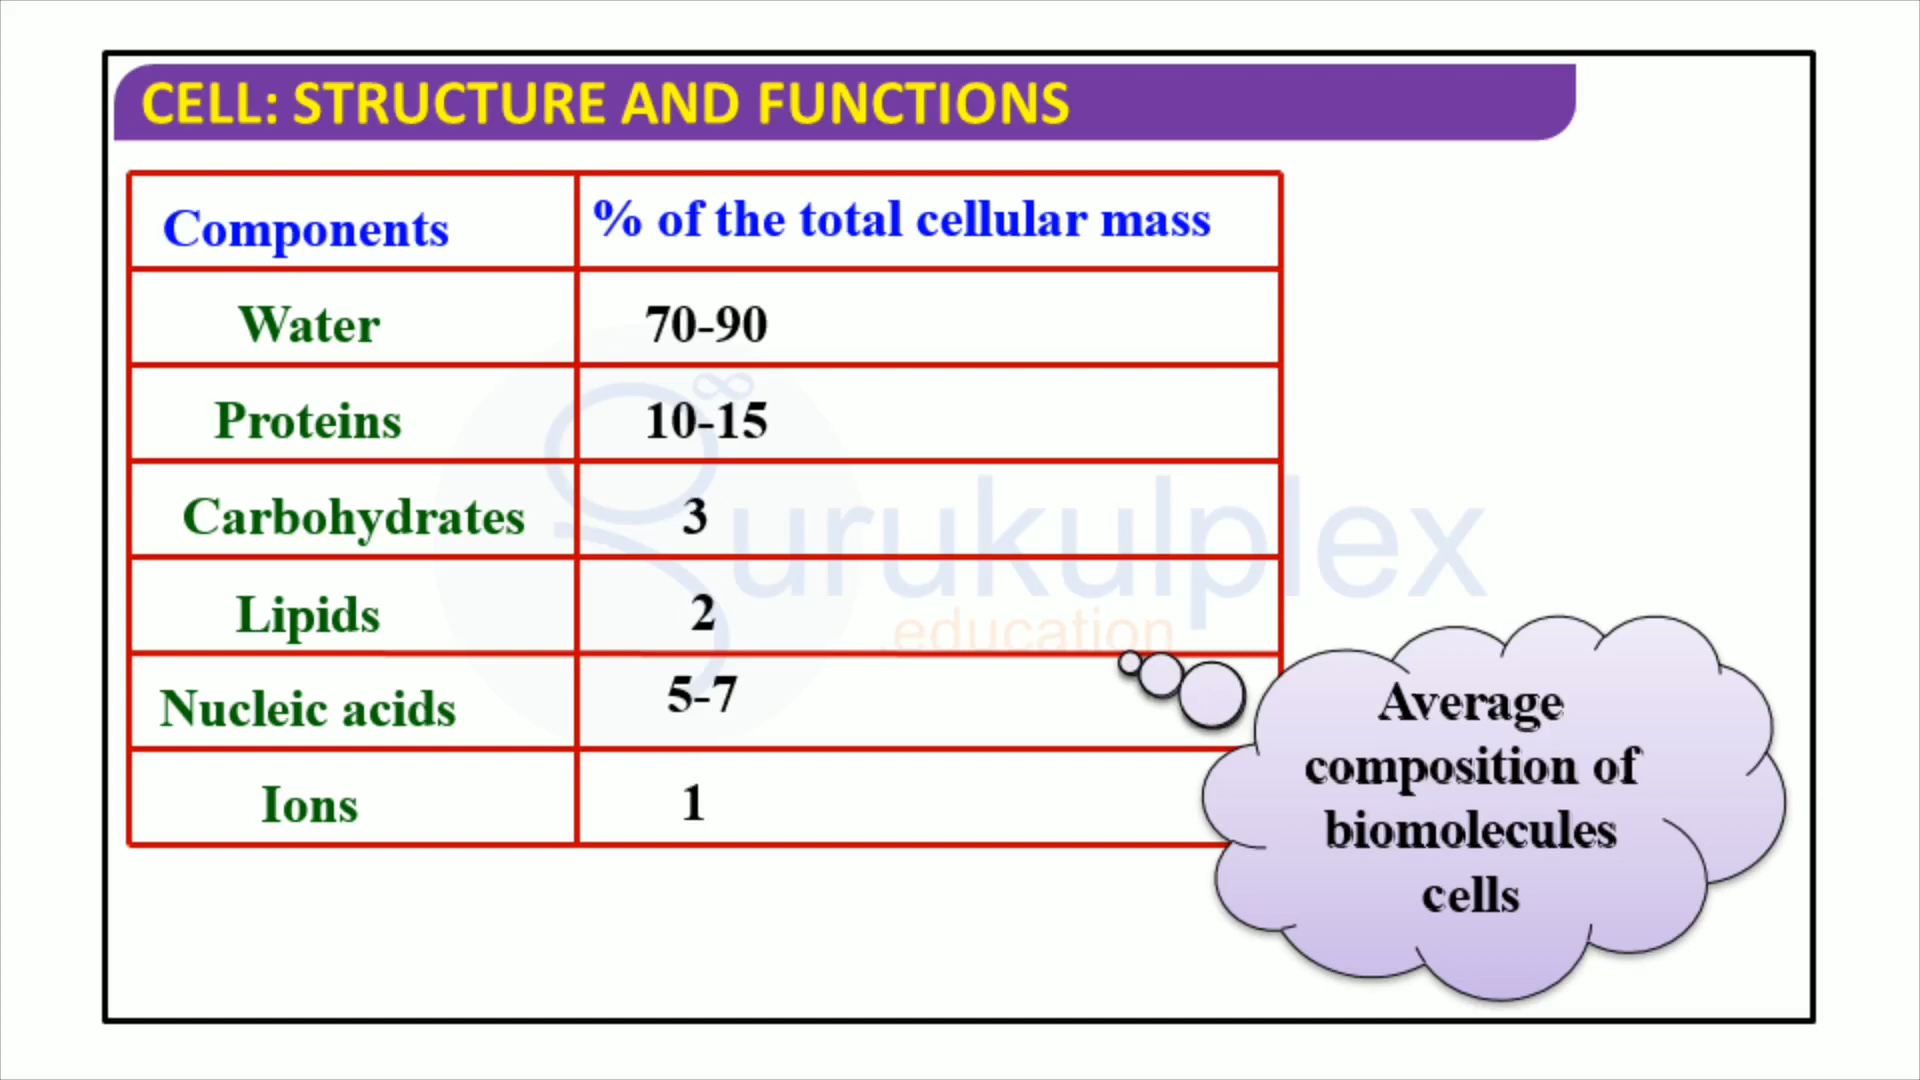 CELL: STRUCTURE AND FUNCTIONS
Components % of the total cellular mass
Water 70-90
Proteins 10-15
Carbohydrates 3
Lipids 2
Nucleic acids 5-7
Ions 1
urukulplex
.education
Average
composition of
biomolecules
cells